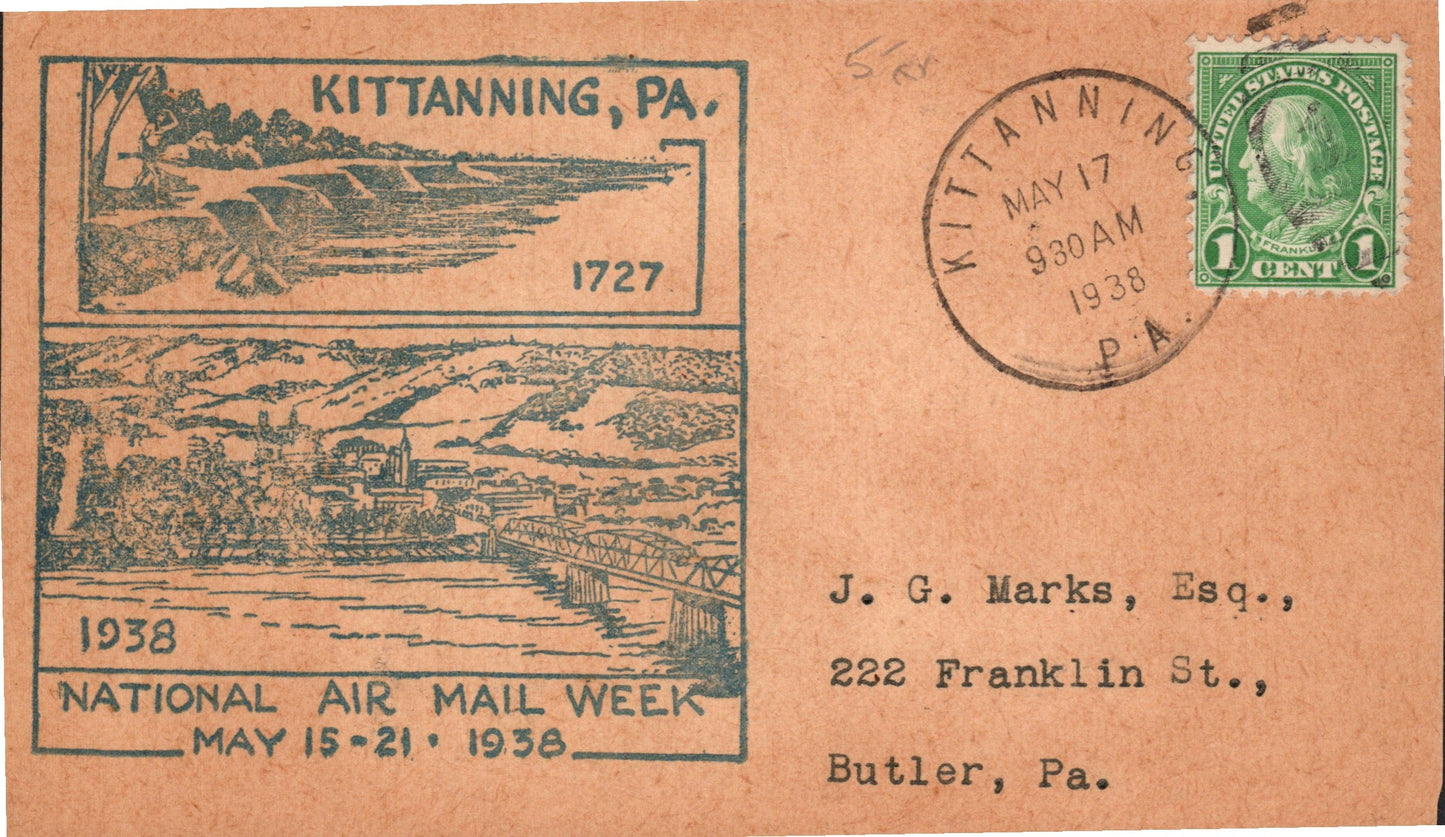 KITTANNING, PA.
1727
1938
NATIONAL AIR MAIL WEEK
MAY 15-21 · 1938
KITTANNING,
MAY 17
930 AM
1938
PA.
UNITED STATES POSTAGE
FRANKLIN
1 CENT 1
J. G. Marks, Esq.,
222 Franklin St.,
Butler, Pa.